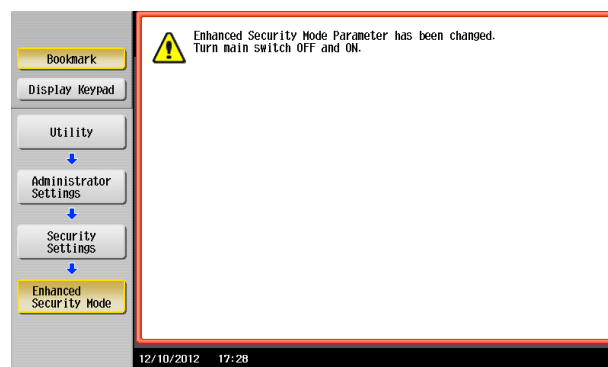 Bookmark
Display Keypad
Utility
Administrator
Settings
Security
Settings
Enhanced
Security Mode
Enhanced Security Mode Parameter has been changed.
Turn main switch OFF and ON.
12/10/2012 17:28